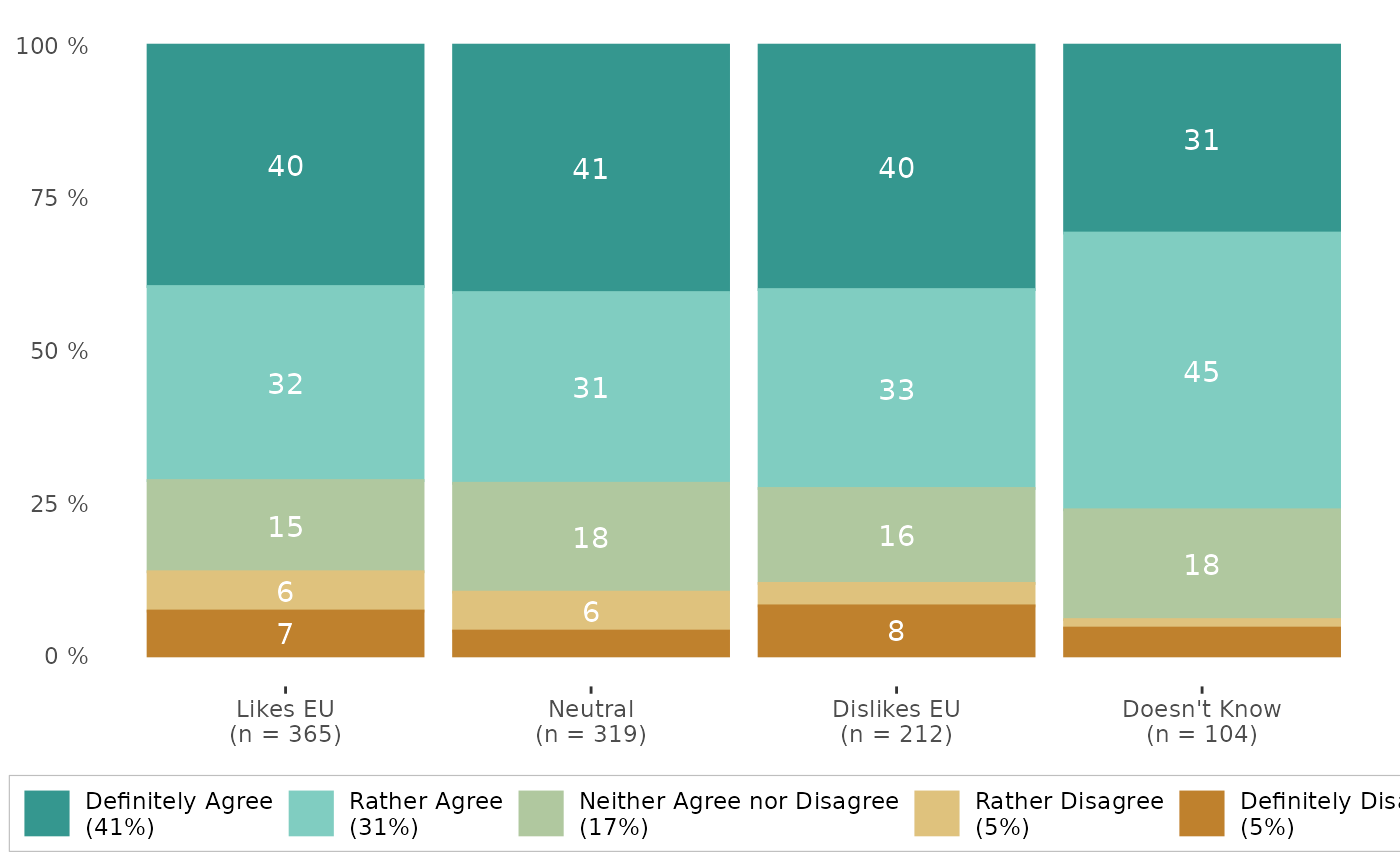 100 %
75 %
50 %
25 %
0 %
40
41
40
31
32
31
33
45
15
18
16
18
6
6
7
8
Likes EU
(n = 365)
Neutral
(n = 319)
Dislikes EU
(n = 212)
Doesn't Know
(n = 104)
Definitely Agree
(41%)
Rather Agree
(31%)
Neither Agree nor Disagree
(17%)
Rather Disagree
(5%)
Definitely
(5%)